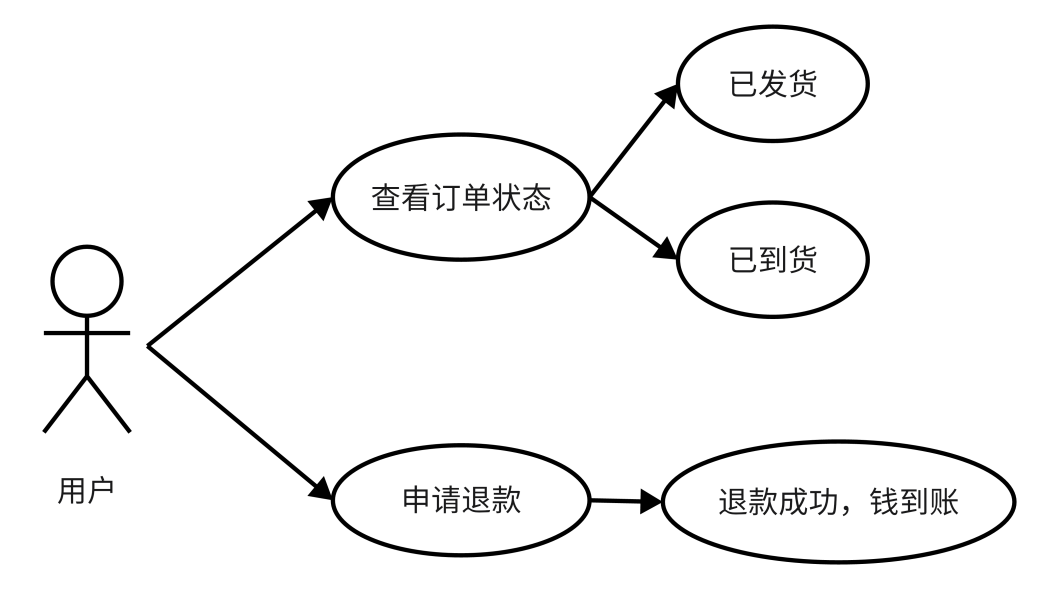 已发货
查看订单状态
已到货
用户
申请退款
退款成功，钱到账